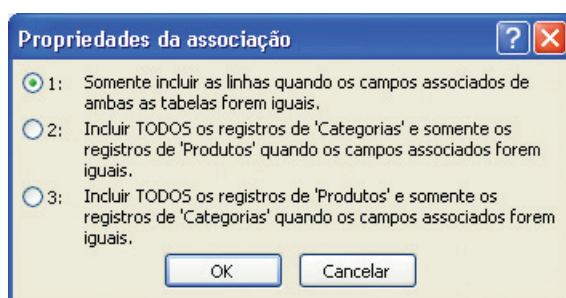 Propriedades da associação
1: Somente incluir as linhas quando os campos associados de
ambas as tabelas forem iguais.
2: Incluir TODOS os registros de 'Categorias' e somente os
registros de 'Produtos' quando os campos associados forem
iguais.
3: Incluir TODOS os registros de 'Produtos' e somente os
registros de 'Categorias' quando os campos associados forem
iguais.
OK Cancelar